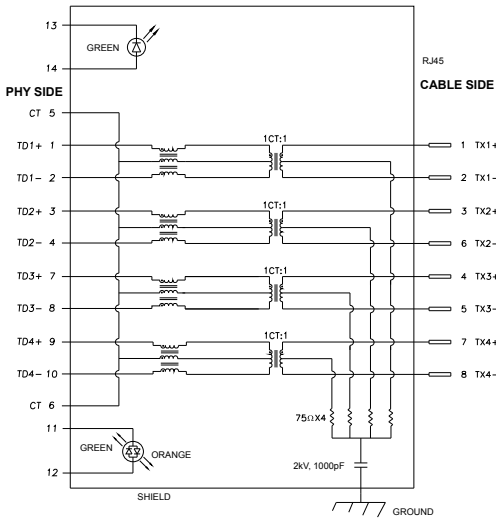 13
GREEN
14
RJ45
PHY SIDE
CABLE SIDE
CT 5
1CT:1
TD1+ 1
1 TX1+
TD1- 2
2 TX1-
1CT:1
TD2+ 3
3 TX2+
TD2- 4
6 TX2-
1CT:1
TD3+ 7
4 TX3+
TD3- 8
5 TX3-
1CT:1
TD4+ 9
7 TX4+
TD4- 10
8 TX4-
CT 6
75ΩX4
11
GREEN
ORANGE
12
2kV, 1000pF
SHIELD
GROUND